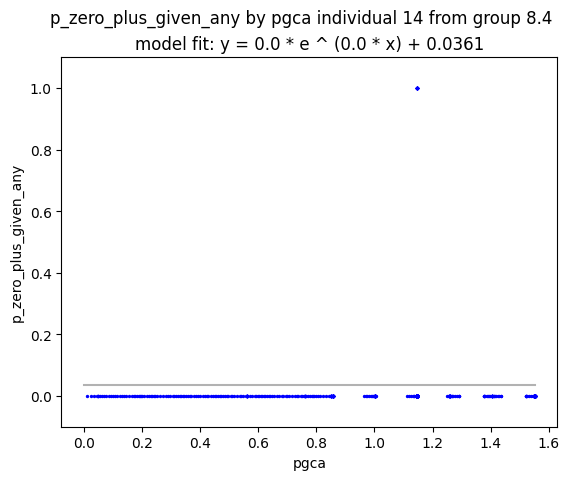 p_zero_plus_given_any by pgca individual 14 from group 8.4
model fit: y = 0.0 * e ^ (0.0 * x) + 0.0361
1.0
0.8
0.6
0.4
0.2
0.0
p_zero_plus_given_any
0.0 0.2 0.4 0.6 0.8 1.0 1.2 1.4 1.6
pgca